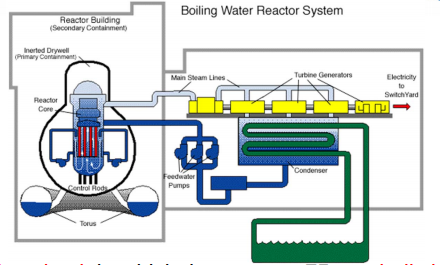 Boiling Water Reactor System
Reactor Building
(Secondary Containment)
Inerted Drywell
(Primary Containment)
Main Steam Lines
Turbine Generators
Electricity
to
SwitchYard
Reactor
Core
Feedwater
Pumps
Condenser
Control Rods
Torus